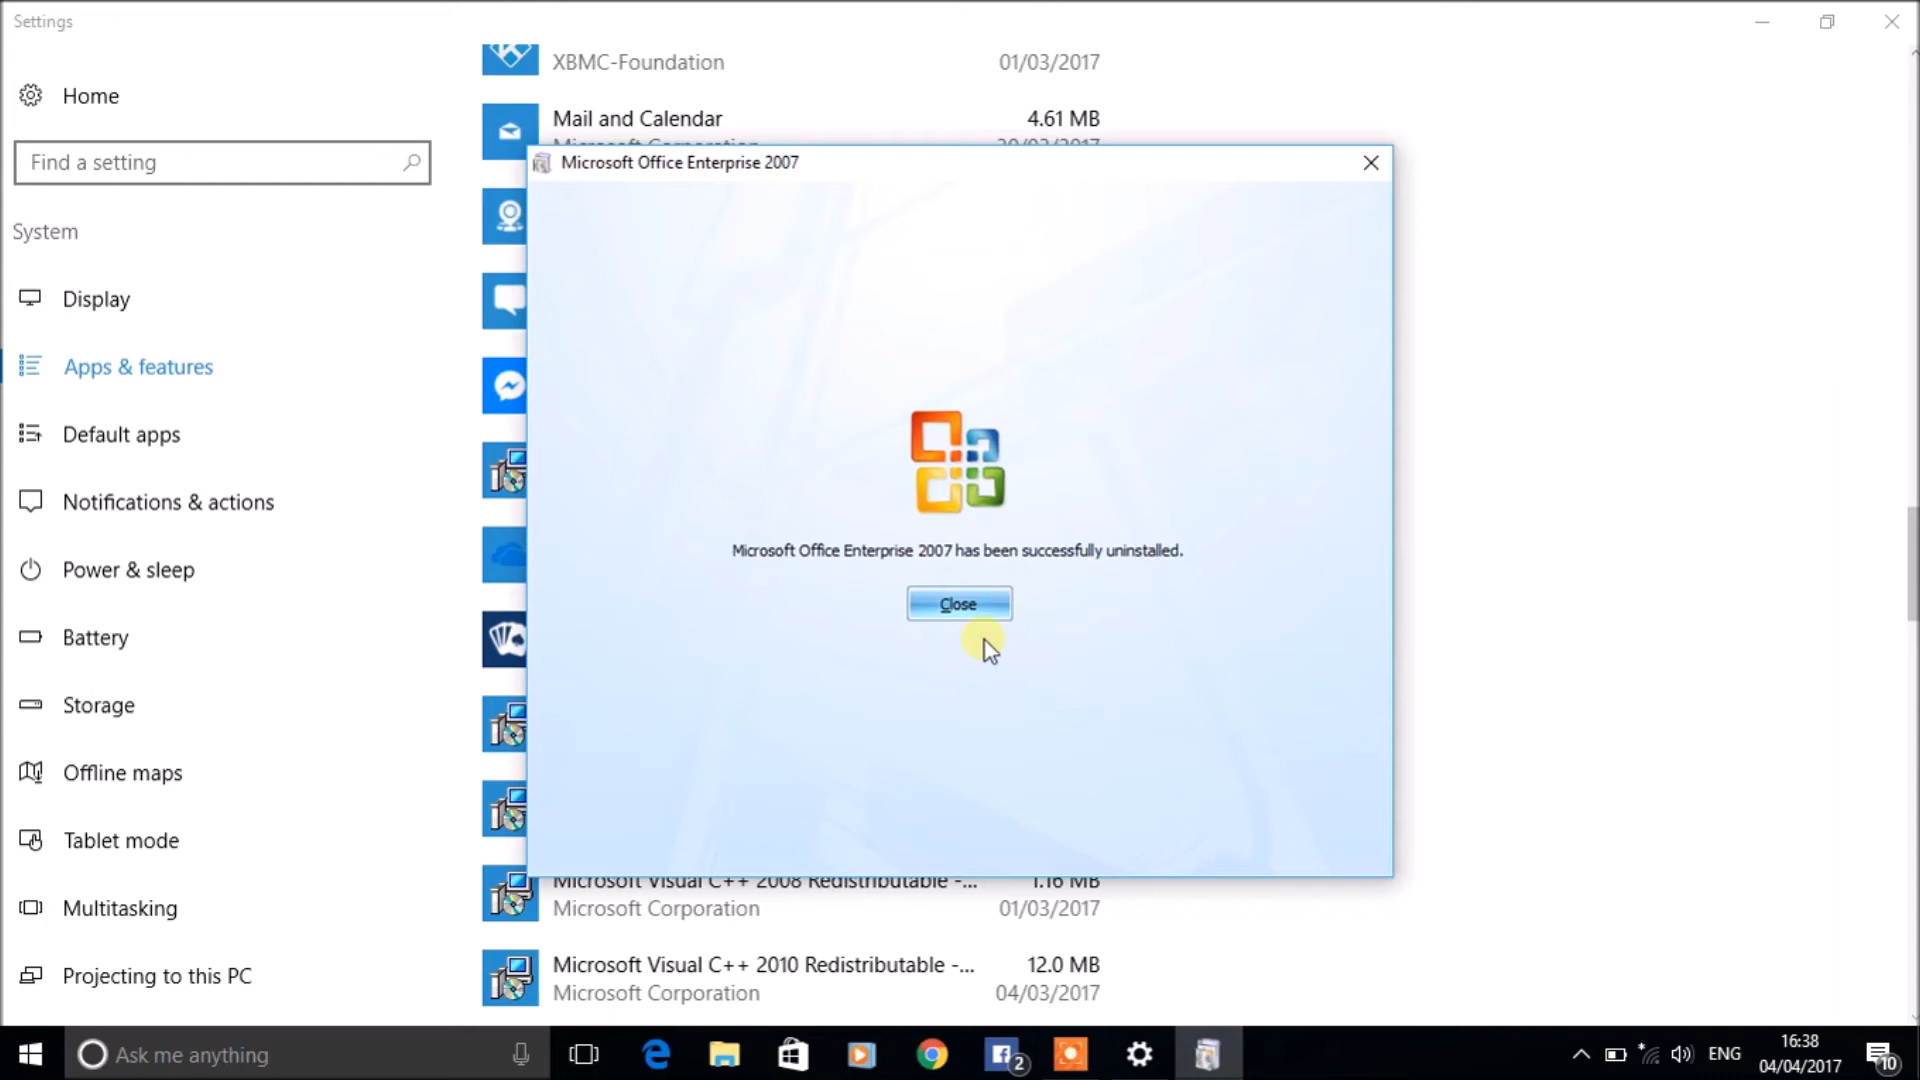 Settings
Home
Find a setting
System
Display
Apps & features
Default apps
Notifications & actions
Power & sleep
Battery
Storage
Offline maps
Tablet mode
Multitasking
Projecting to this PC
XBMC-Foundation 01/03/2017
Mail and Calendar 4.61 MB
Microsoft Corporation
Microsoft Office Enterprise 2007
Microsoft Office Enterprise 2007 has been successfully uninstalled.
Close
Microsoft Visual C++ 2008 Redistributable -... 1.16 MB
Microsoft Corporation 01/03/2017
Microsoft Visual C++ 2010 Redistributable -... 12.0 MB
Microsoft Corporation 04/03/2017
Ask me anything
2
ENG
16:38
04/04/2017
10